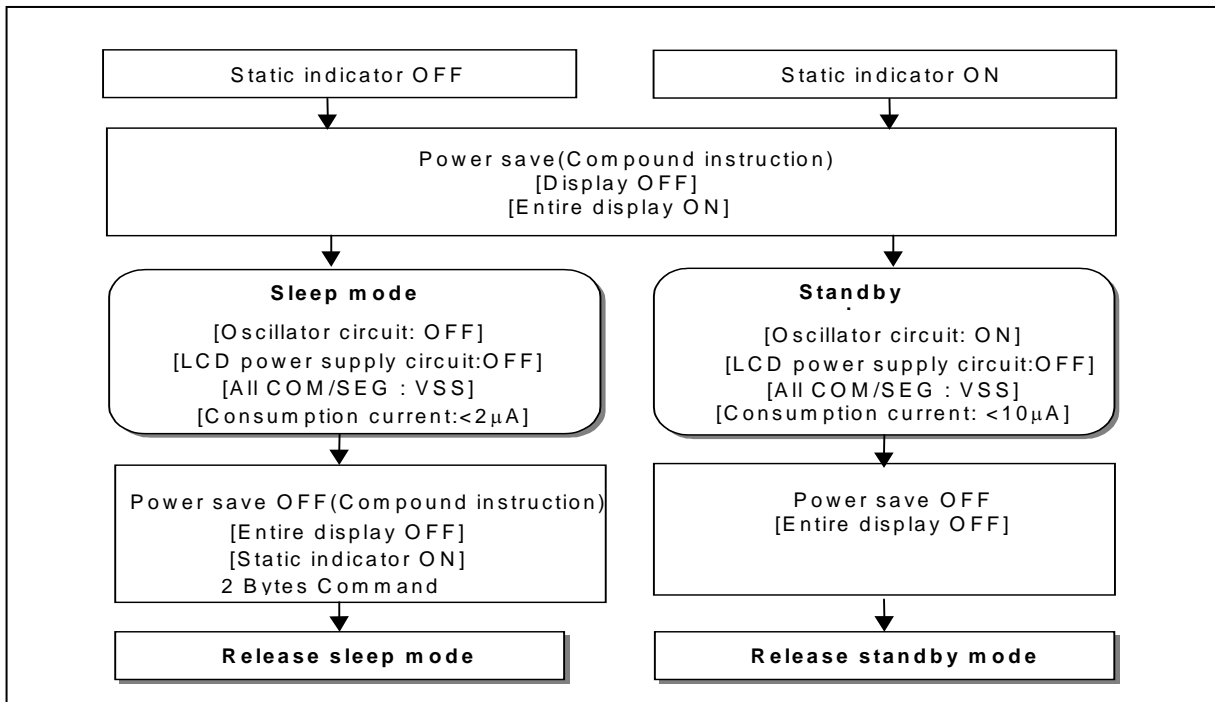 Static indicator OFF
Static indicator ON
Power save(Compound instruction)
[Display OFF]
[Entire display ON]
Sleep mode
[Oscillator circuit: OFF]
[LCD power supply circuit:OFF]
[All COM/SEG : VSS]
[Consumption current:<2µA]
Standby
[Oscillator circuit: ON]
[LCD power supply circuit:OFF]
[All COM/SEG : VSS]
[Consumption current: <10µA]
Power save OFF(Compound instruction)
[Entire display OFF]
[Static indicator ON]
2 Bytes Command
Power save OFF
[Entire display OFF]
Release sleep mode
Release standby mode